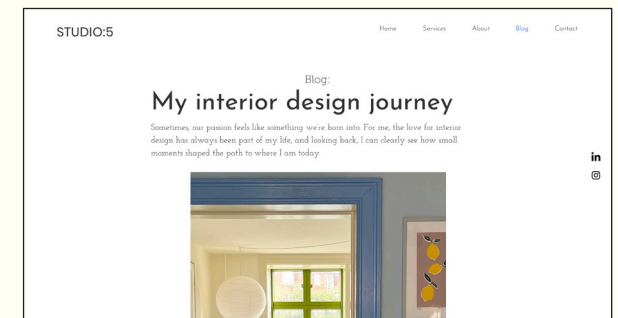 STUDIO:5
Home Services About Blog Contact
Blog:
My interior design journey
Sometimes, our passion feels like something we're born into. For me, the love for interior
design has always been part of my life, and looking back, I can clearly see how small
moments shaped the path to where I am today.
in